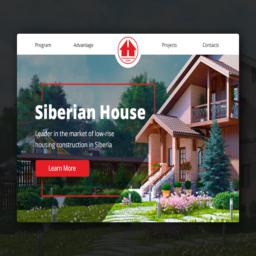 Program Advantage Projects Contacts
Siberian House
Leader in the market of low-rise
housing construction in Siberia
Learn More